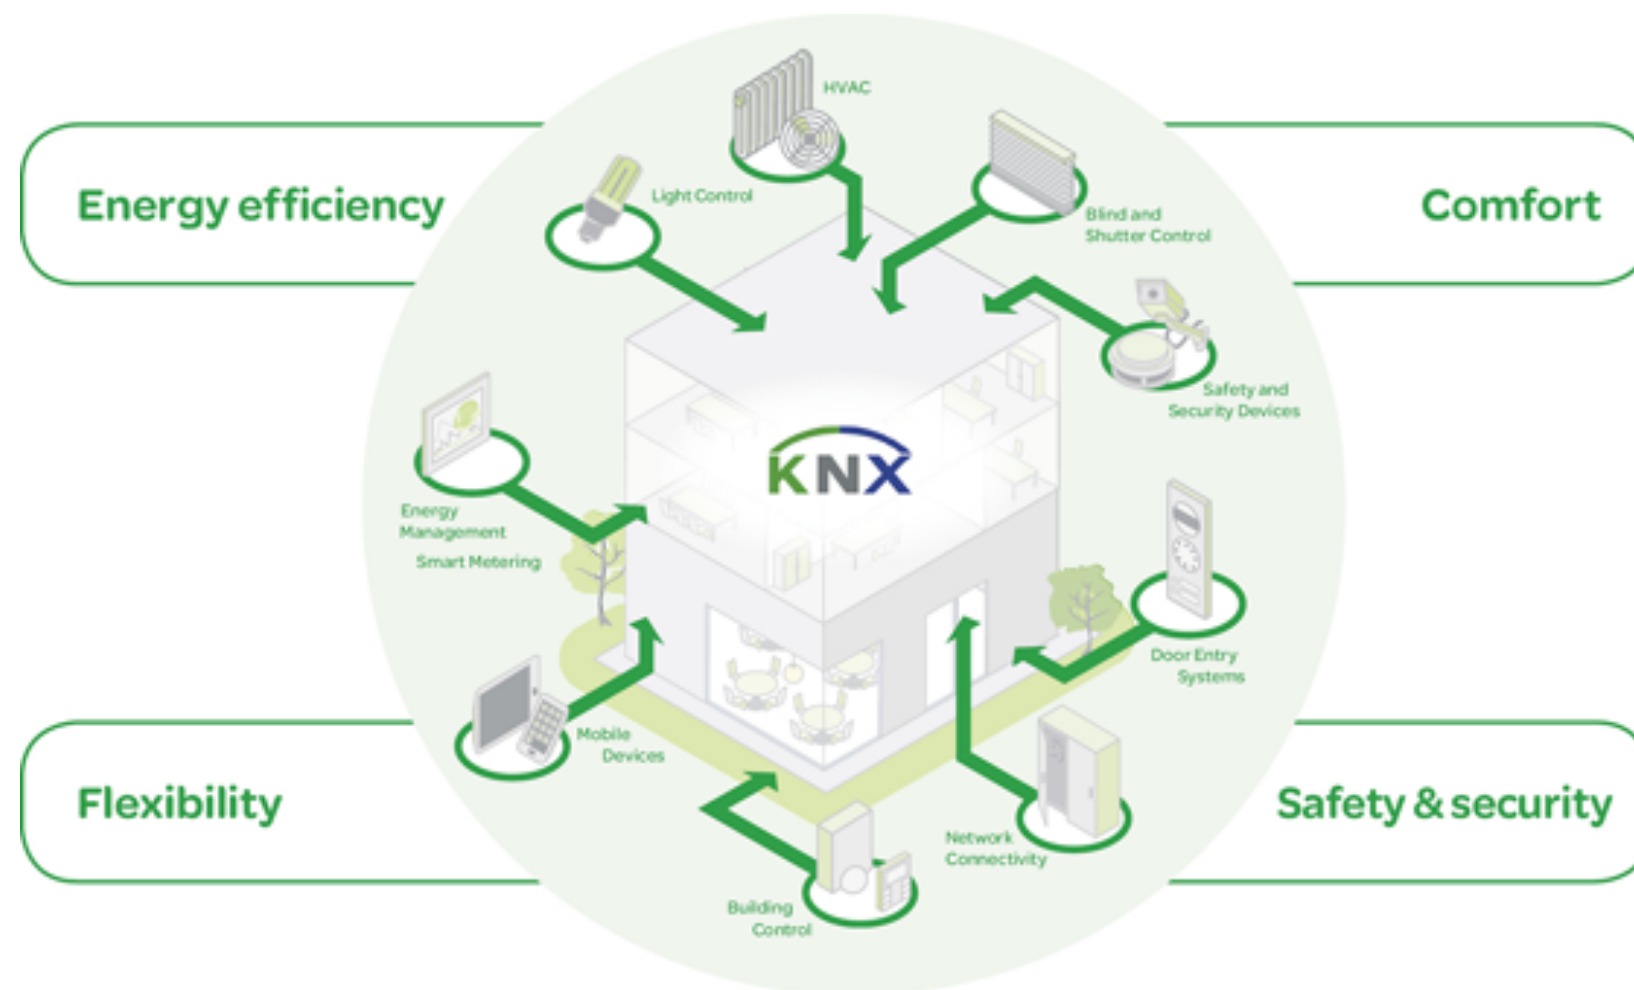 HVAC
Energy efficiency
Light Control
Comfort
Blind and
Shutter Control
Safety and
Security Devices
KNX
Energy
Management
Smart Metering
Door Entry
Systems
Mobile
Devices
Flexibility
Safety & security
Network
Connectivity
Building
Control